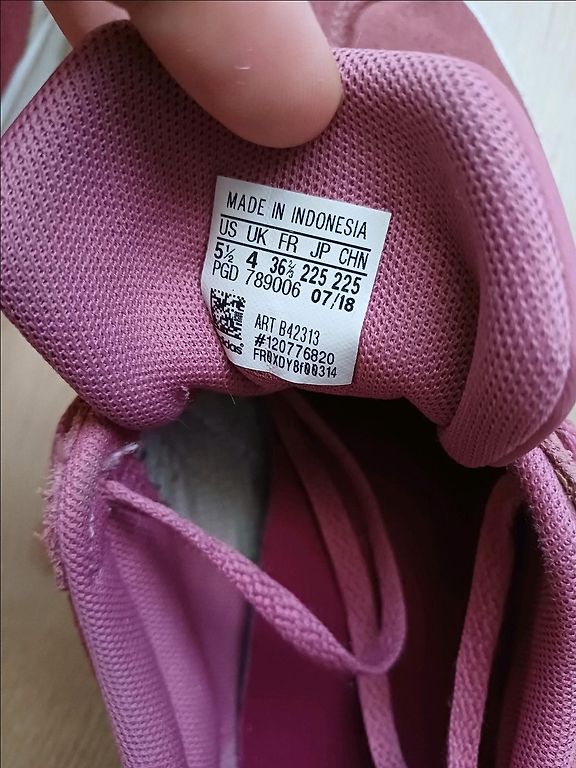 MADE IN INDONESIA
US UK FR JP CHN
5½ 4 36⅔ 225 225
PGD 789006 07/18
ART B42313
#120776820